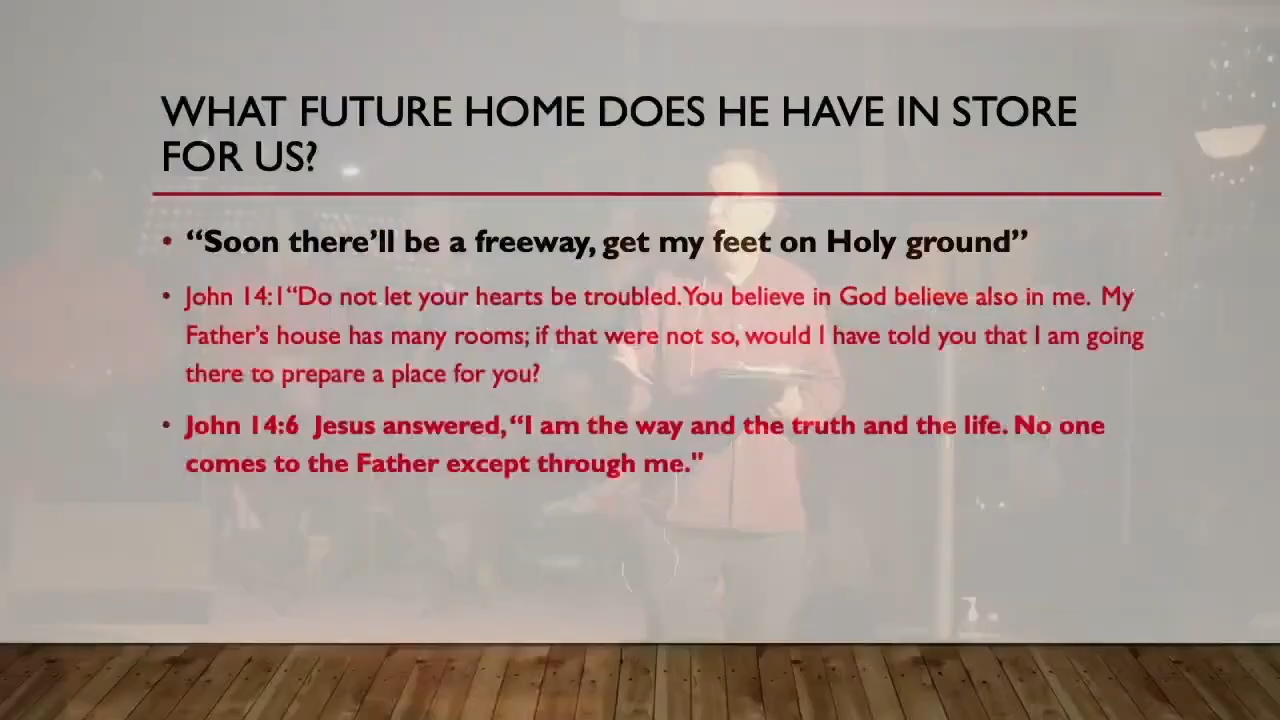 WHAT FUTURE HOME DOES HE HAVE IN STORE
FOR US?
• “Soon there’ll be a freeway, get my feet on Holy ground”
• John 14:1“Do not let your hearts be troubled. You believe in God believe also in me. My
Father’s house has many rooms; if that were not so, would I have told you that I am going
there to prepare a place for you?
• John 14:6 Jesus answered, “I am the way and the truth and the life. No one
comes to the Father except through me."